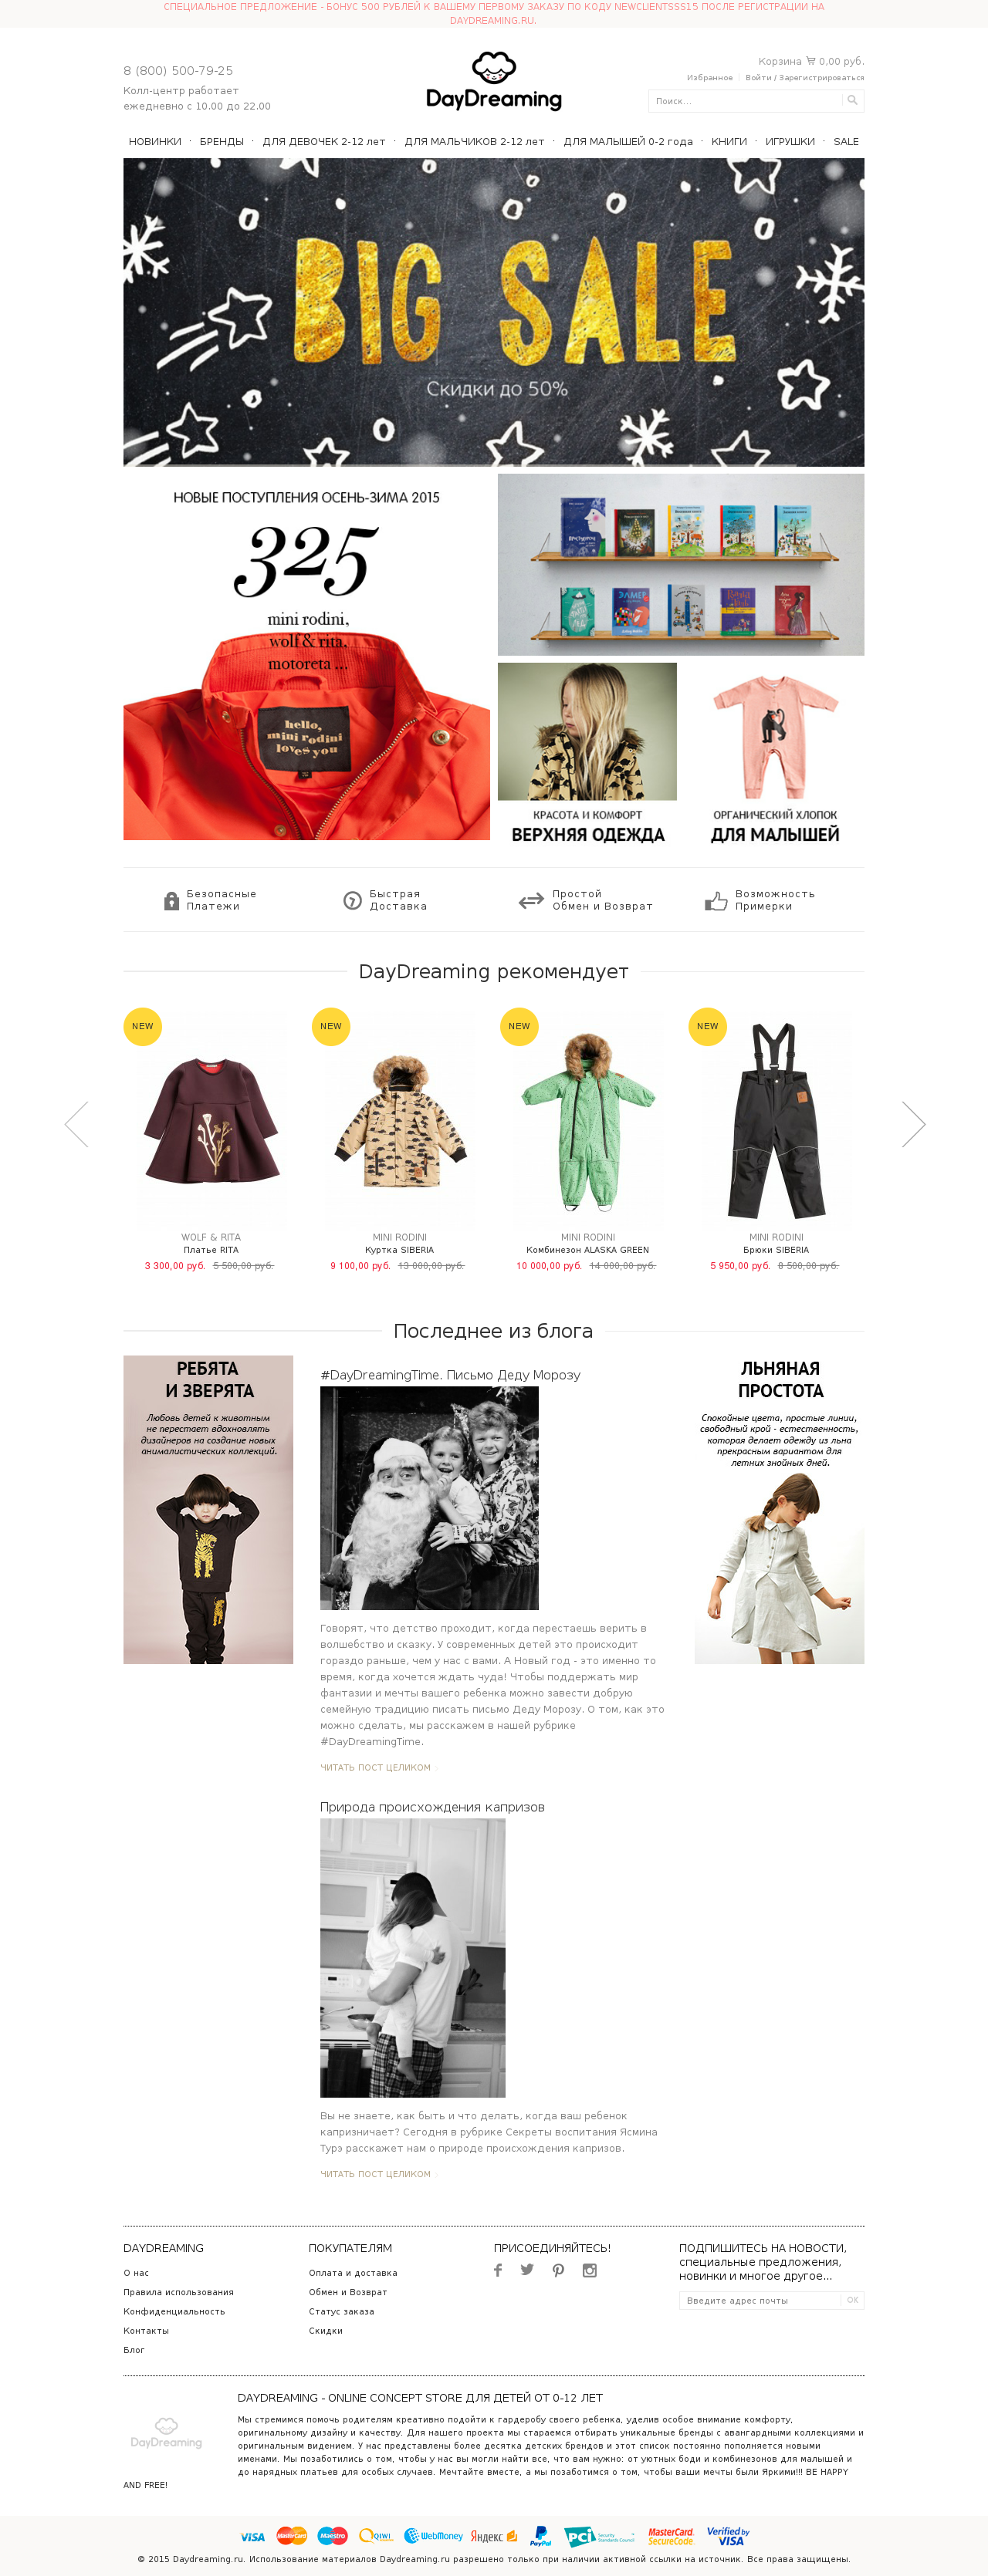 СПЕЦИАЛЬНОЕ ПРЕДЛОЖЕНИЕ - БОНУС 500 РУБЛЕЙ К ВАШЕМУ ПЕРВОМУ ЗАКАЗУ ПО КОДУ NEWCLIENTSSS15 ПОСЛЕ РЕГИСТРАЦИИ НА
DAYDREAMING.RU.
8 (800) 500-79-25
Колл-центр работает
ежедневно с 10.00 до 22.00
DayDreaming
Корзина 0,00 руб.
Избранное | Войти / Зарегистрироваться
Поиск...
НОВИНКИ · БРЕНДЫ · ДЛЯ ДЕВОЧЕК 2-12 лет · ДЛЯ МАЛЬЧИКОВ 2-12 лет · ДЛЯ МАЛЫШЕЙ 0-2 года · КНИГИ · ИГРУШКИ · SALE
BIG SALE
Скидки до 50%
НОВЫЕ ПОСТУПЛЕНИЯ ОСЕНЬ-ЗИМА 2015
325
mini rodini,
wolf & rita,
motoreta ...
hello,
mini rodini
loves you
ЭЛМЕР
КРАСОТА И КОМФОРТ
ВЕРХНЯЯ ОДЕЖДА
ОРГАНИЧЕСКИЙ ХЛОПОК
ДЛЯ МАЛЫШЕЙ
Безопасные
Платежи
Быстрая
Доставка
Простой
Обмен и Возврат
Возможность
Примерки
DayDreaming рекомендует
NEW
WOLF & RITA
Платье RITA
3 300,00 руб. 5 500,00 руб.
NEW
MINI RODINI
Куртка SIBERIA
9 100,00 руб. 13 000,00 руб.
NEW
MINI RODINI
Комбинезон ALASKA GREEN
10 000,00 руб. 14 000,00 руб.
NEW
MINI RODINI
Брюки SIBERIA
5 950,00 руб. 8 500,00 руб.
Последнее из блога
РЕБЯТА
И ЗВЕРЯТА
Любовь детей к животным
не перестает вдохновлять
дизайнеров на создание новых
анималистических коллекций.
#DayDreamingTime. Письмо Деду Морозу
Говорят, что детство проходит, когда перестаешь верить в
волшебство и сказку. У современных детей это происходит
гораздо раньше, чем у нас с вами. А Новый год - это именно то
время, когда хочется ждать чуда! Чтобы поддержать мир
фантазии и мечты вашего ребенка можно завести добрую
семейную традицию писать письмо Деду Морозу. О том, как это
можно сделать, мы расскажем в нашей рубрике
#DayDreamingTime.
ЧИТАТЬ ПОСТ ЦЕЛИКОМ
Природа происхождения капризов
Вы не знаете, как быть и что делать, когда ваш ребенок
капризничает? Сегодня в рубрике Секреты воспитания Ясмина
Турэ расскажет нам о природе происхождения капризов.
ЧИТАТЬ ПОСТ ЦЕЛИКОМ
ЛЬНЯНАЯ
ПРОСТОТА
Спокойные цвета, простые линии,
свободный крой - естественность,
которая делает одежду из льна
прекрасным вариантом для
летних знойных дней.
DAYDREAMING
О нас
Правила использования
Конфиденциальность
Контакты
Блог
ПОКУПАТЕЛЯМ
Оплата и доставка
Обмен и Возврат
Статус заказа
Скидки
ПРИСОЕДИНЯЙТЕСЬ!
ПОДПИШИТЕСЬ НА НОВОСТИ,
специальные предложения,
новинки и многое другое...
Введите адрес почты ОК
DayDreaming
DAYDREAMING - ONLINE CONCEPT STORE ДЛЯ ДЕТЕЙ ОТ 0-12 ЛЕТ
Мы стремимся помочь родителям креативно подойти к гардеробу своего ребенка, уделив особое внимание комфорту,
оригинальному дизайну и качеству. Для нашего проекта мы стараемся отбирать уникальные бренды с авангардными коллекциями и
оригинальным видением. У нас представлены более десятка детских брендов и этот список постоянно пополняется новыми
именами. Мы позаботились о том, чтобы у нас вы могли найти все, что вам нужно: от уютных боди и комбинезонов для малышей и
до нарядных платьев для особых случаев. Мечтайте вместе, а мы позаботимся о том, чтобы ваши мечты были Яркими!!! BE HAPPY
AND FREE!
VISA MasterCard Maestro QIWI WebMoney Яндекс PayPal PCI Security Standards Council MasterCard. SecureCode. Verified by VISA
© 2015 Daydreaming.ru. Использование материалов Daydreaming.ru разрешено только при наличии активной ссылки на источник. Все права защищены.